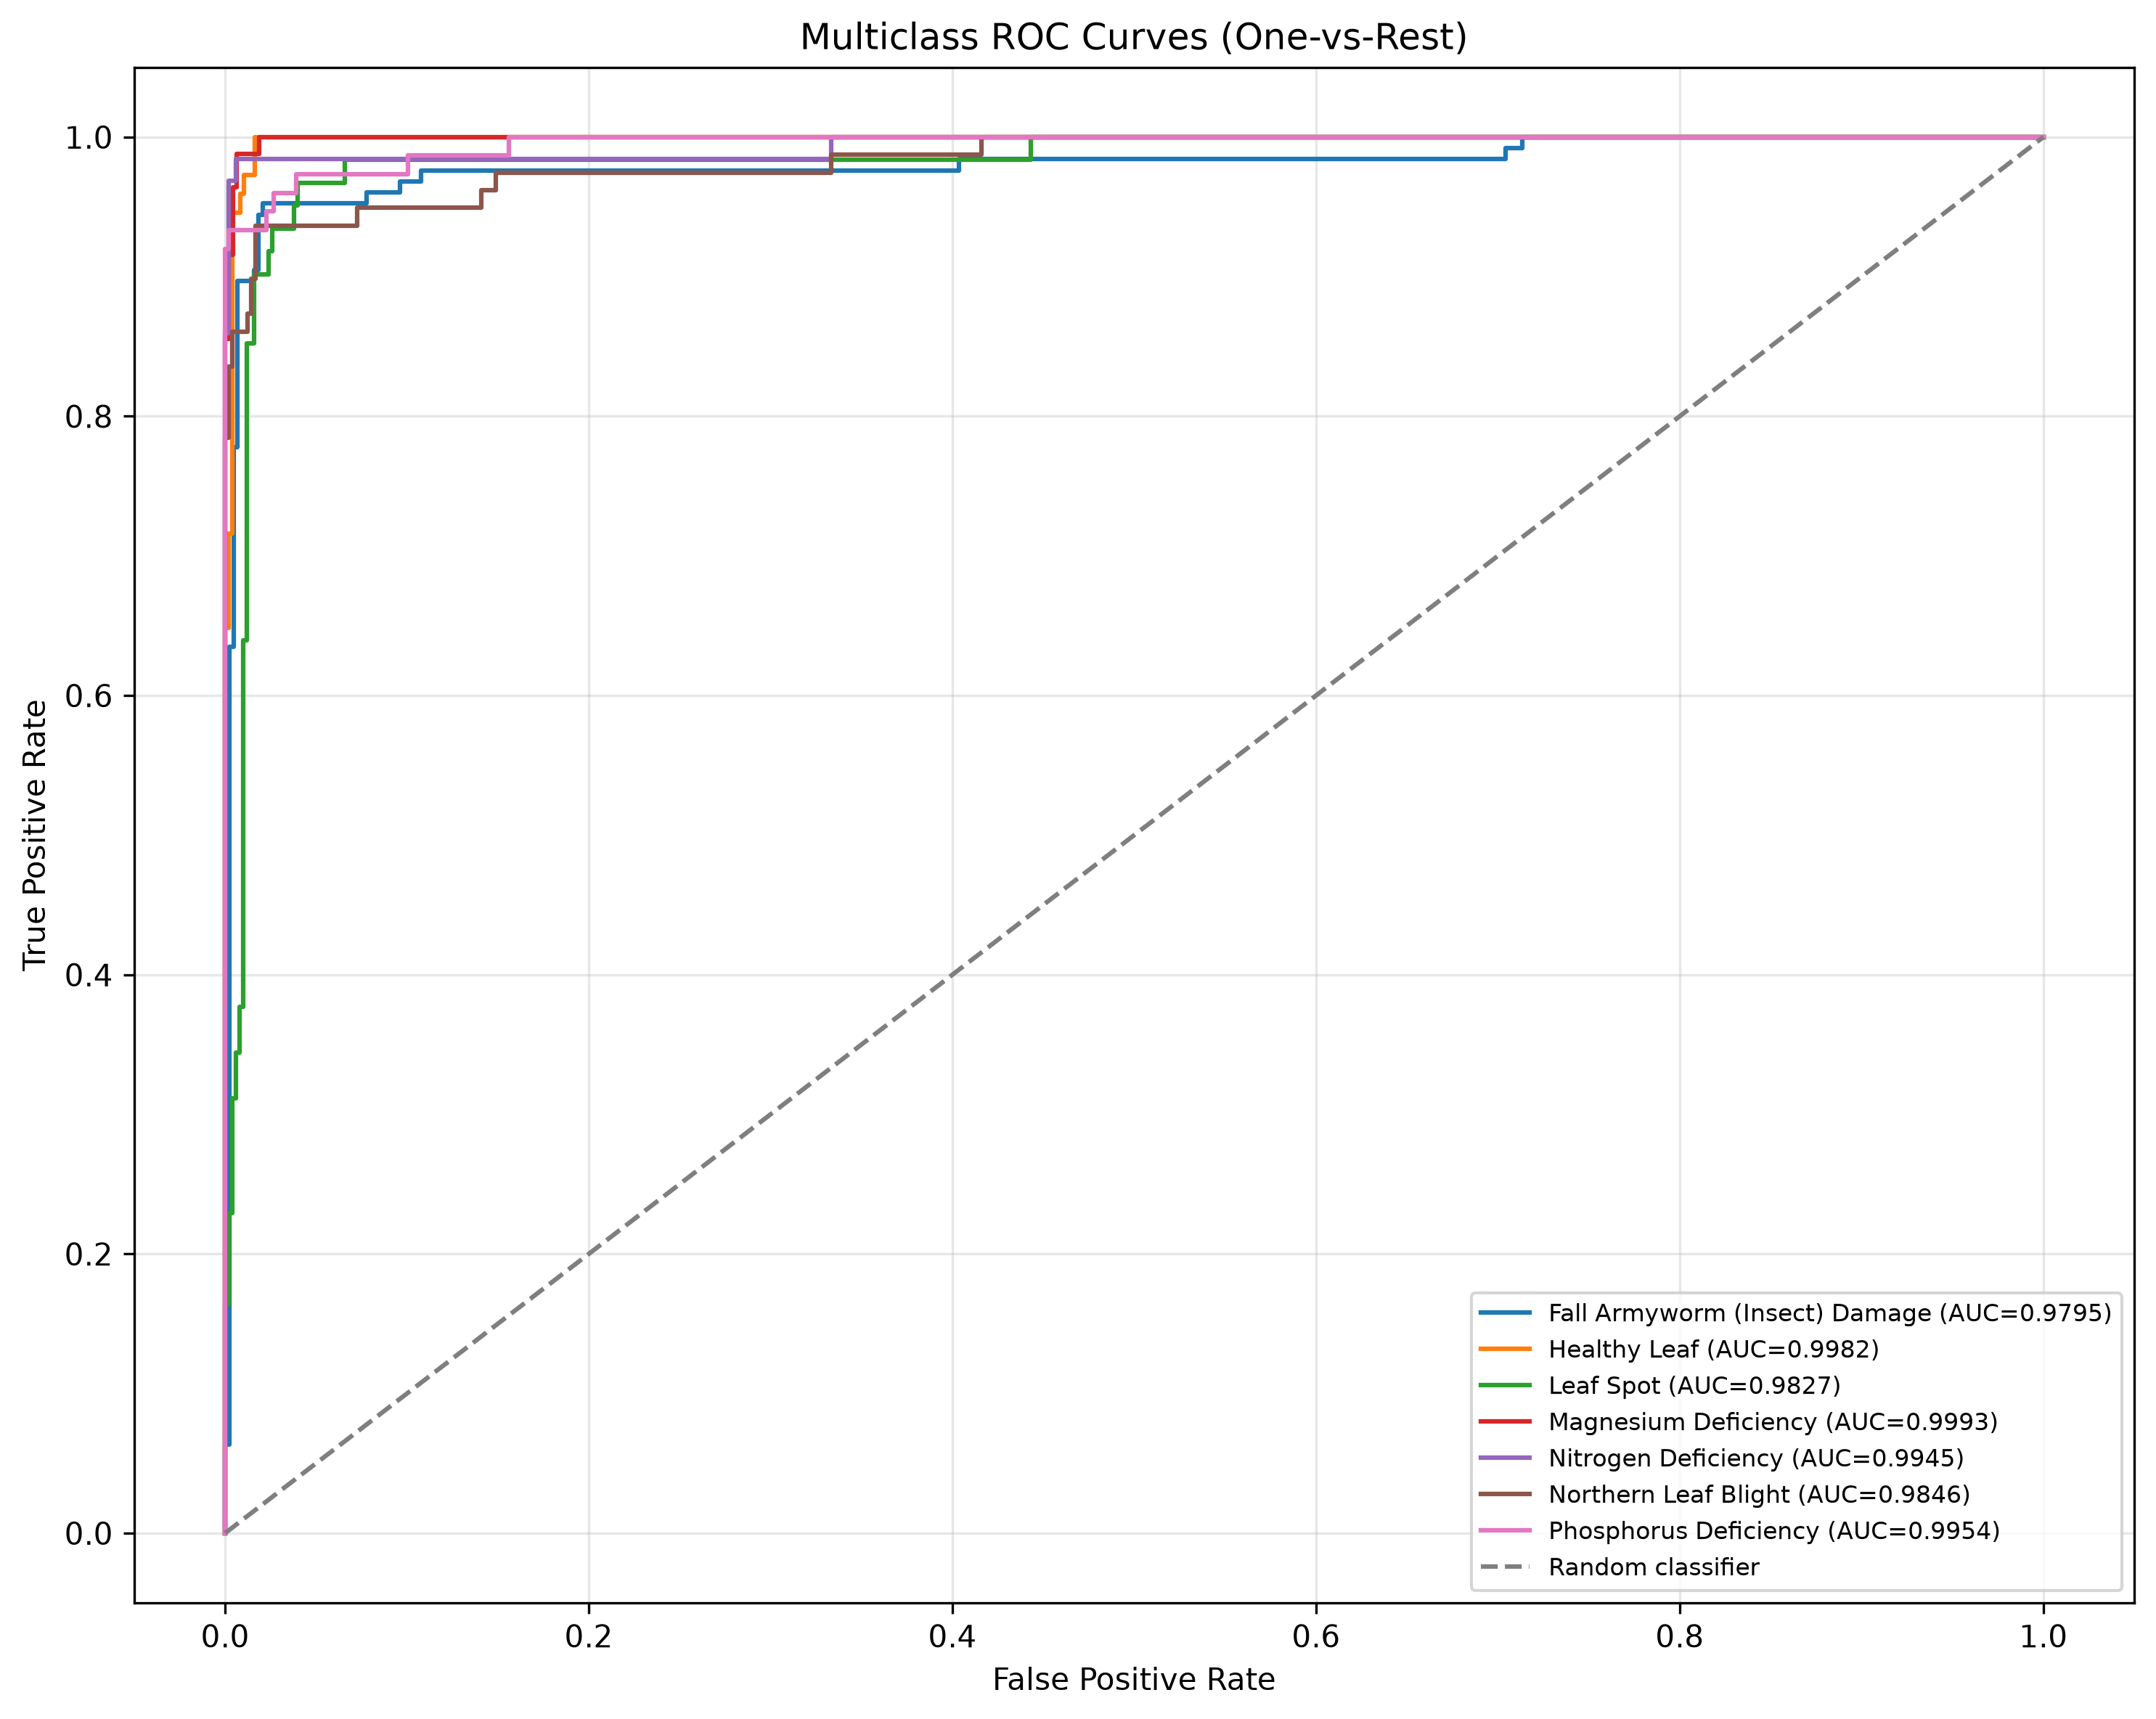 Multiclass ROC Curves (One-vs-Rest)
True Positive Rate
1.0
0.8
0.6
0.4
0.2
0.0
Fall Armyworm (Insect) Damage (AUC=0.9795)
Healthy Leaf (AUC=0.9982)
Leaf Spot (AUC=0.9827)
Magnesium Deficiency (AUC=0.9993)
Nitrogen Deficiency (AUC=0.9945)
Northern Leaf Blight (AUC=0.9846)
Phosphorus Deficiency (AUC=0.9954)
Random classifier
0.0 0.2 0.4 0.6 0.8 1.0
False Positive Rate